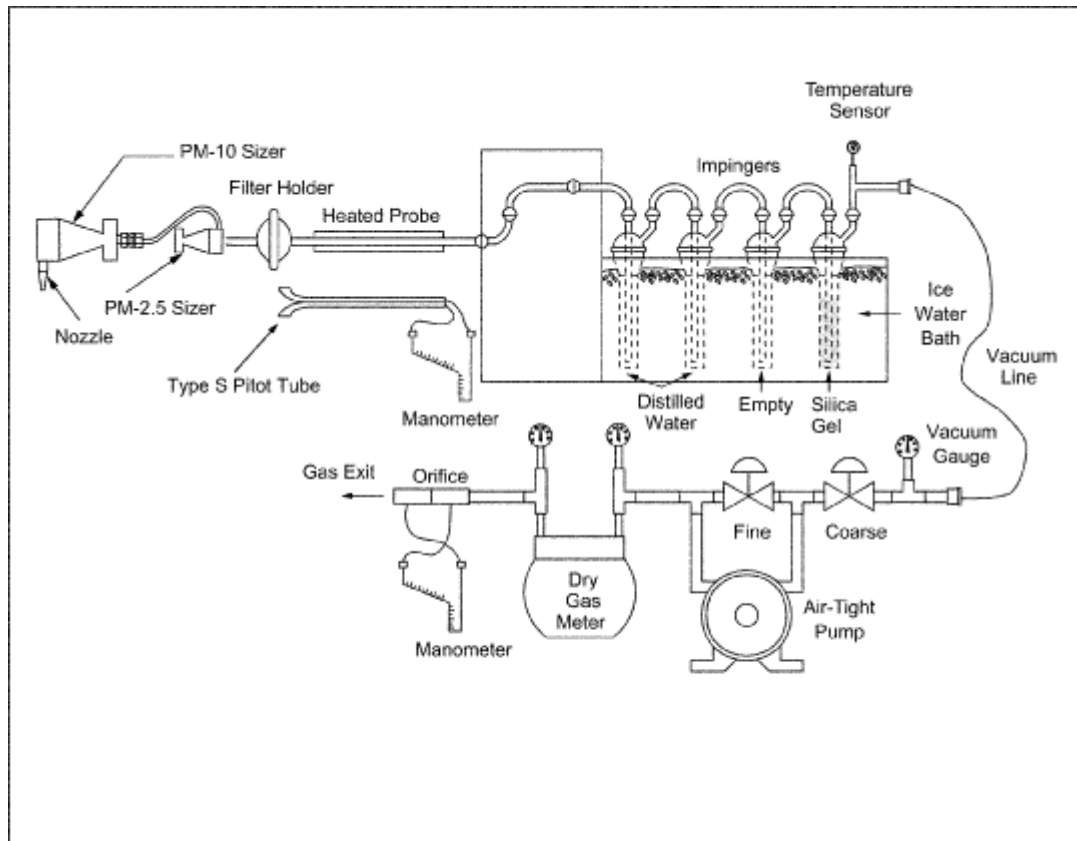 Temperature
Sensor
PM-10 Sizer
Impingers
Filter Holder
Heated Probe
PM-2.5 Sizer
Nozzle
Ice
Water
Bath
Type S Pilot Tube
Vacuum
Line
Manometer
Distilled
Water
Empty
Silica
Gel
Vacuum
Gauge
Gas Exit
Orifice
Fine
Coarse
Dry
Gas
Meter
Air-Tight
Pump
Manometer